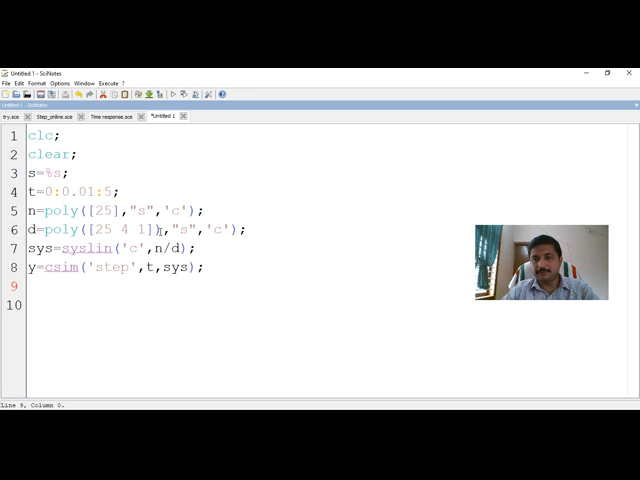 Untitled 1 - SciNotes
File Edit Format Options Window Execute ?
Untitled 1
try.sce Step_online.sce Time response.sce *Untitled 1
1 clc;
2 clear;
3 s=%s;
4 t=0:0.01:5;
5 n=poly([25],"s",'c');
6 d=poly([25 4 1]),"s",'c');
7 sys=syslin('c',n/d);
8 y=csim('step',t,sys);
9
10
Line 9, Column 0.